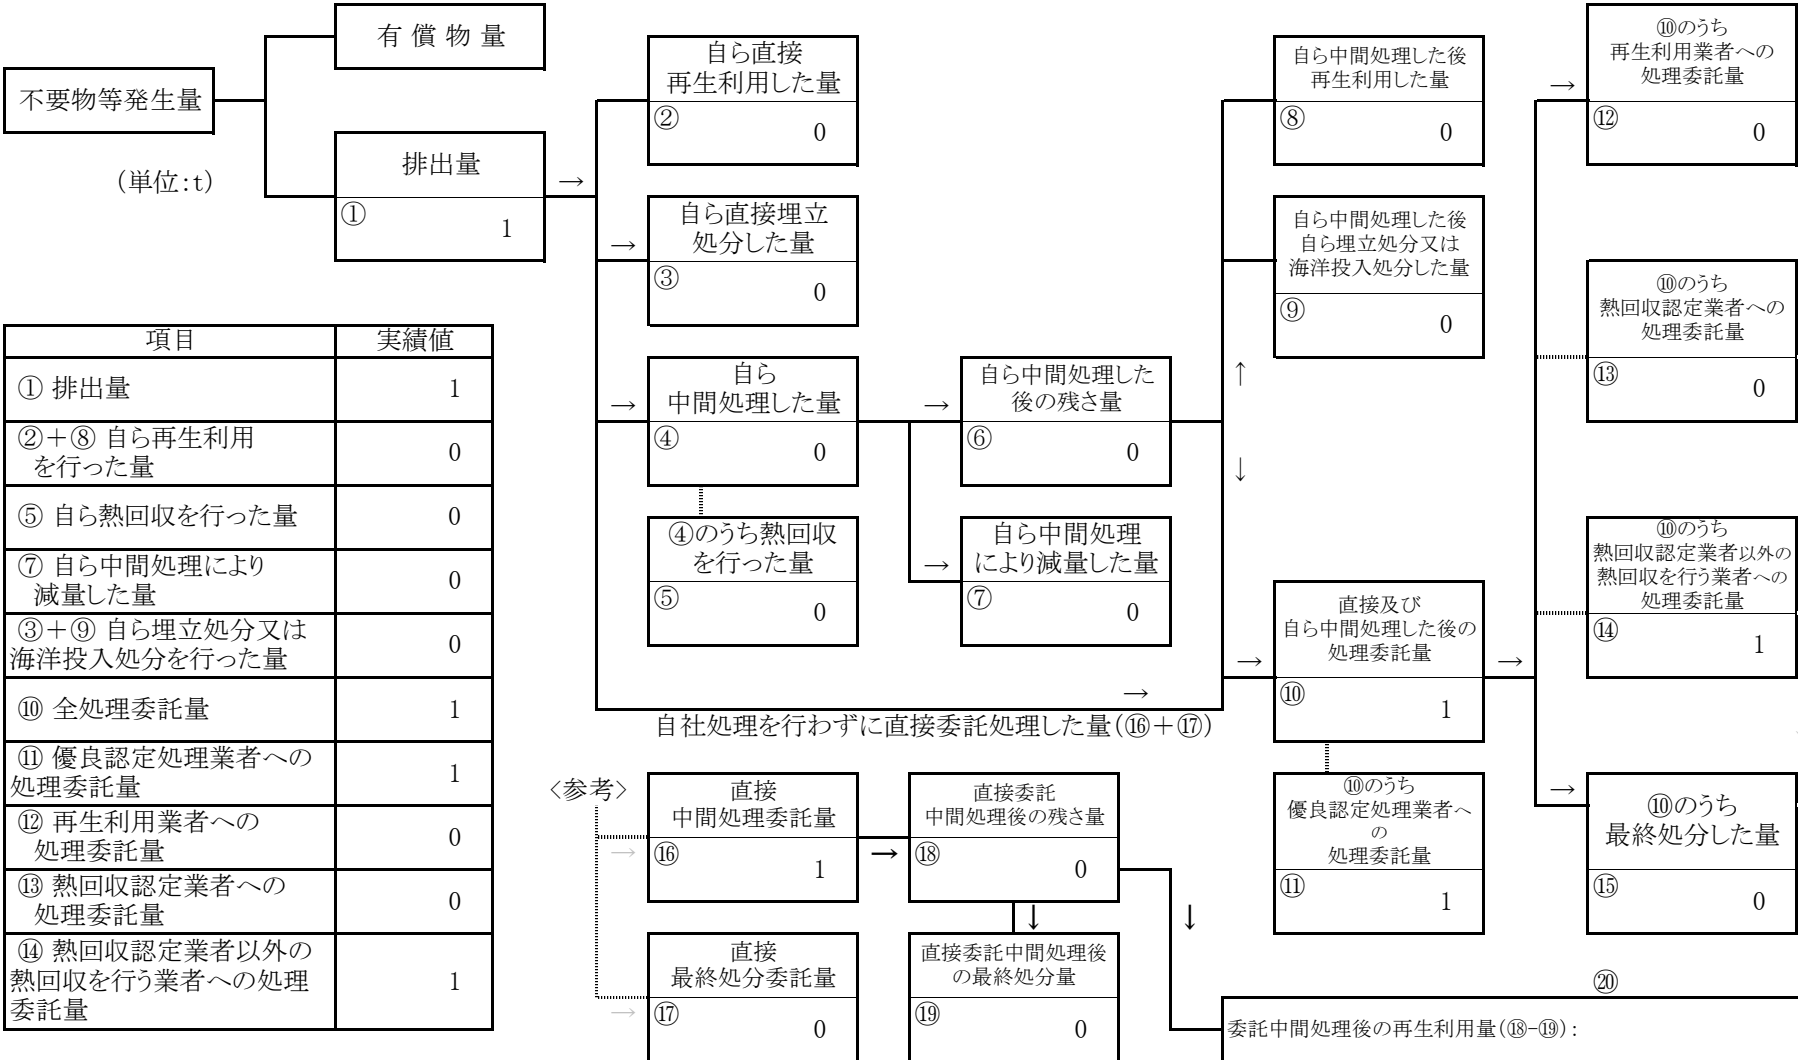 有 償 物 量
不要物等発生量
(単位:t)
排出量
→
①
1
自ら直接
再生利用した量
②
0
→
自ら直接埋立
処分した量
③
0
→
自ら
中間処理した量
④
0
④のうち熱回収
を行った量
⑤
0
→
自ら中間処理した
後の残さ量
⑥
0
→
自ら中間処理
により減量した量
⑦
0
↑
↓
自ら中間処理した後
再生利用した量
⑧
0
自ら中間処理した後
自ら埋立処分又は
海洋投入処分した量
⑨
0
→
直接及び
自ら中間処理した後の
処理委託量
⑩
1
→
⑩のうち
優良認定処理業者へ
の
処理委託量
⑪
1
→
⑩のうち
再生利用業者への
処理委託量
⑫
0
⑩のうち
熱回収認定業者への
処理委託量
⑬
0
⑩のうち
熱回収認定業者以外の
熱回収を行う業者への
処理委託量
⑭
1
→
⑩のうち
最終処分した量
⑮
0
→
自社処理を行わずに直接委託処理した量(⑯+⑰)
<参考>
→
直接
中間処理委託量
⑯
1
→
直接委託
中間処理後の残さ量
⑱
0
↓
↓
→
直接
最終処分委託量
⑰
0
直接委託中間処理後
の最終処分量
⑲
0
⑳
委託中間処理後の再生利用量(⑱-⑲):
項目 実績値
① 排出量 1
②+⑧ 自ら再生利用
を行った量 0
⑤ 自ら熱回収を行った量 0
⑦ 自ら中間処理により
減量した量 0
③+⑨ 自ら埋立処分又は
海洋投入処分を行った量 0
⑩ 全処理委託量 1
⑪ 優良認定処理業者への
処理委託量 1
⑫ 再生利用業者への
処理委託量 0
⑬ 熱回収認定業者への
処理委託量 0
⑭ 熱回収認定業者以外の
熱回収を行う業者への処理
委託量 1